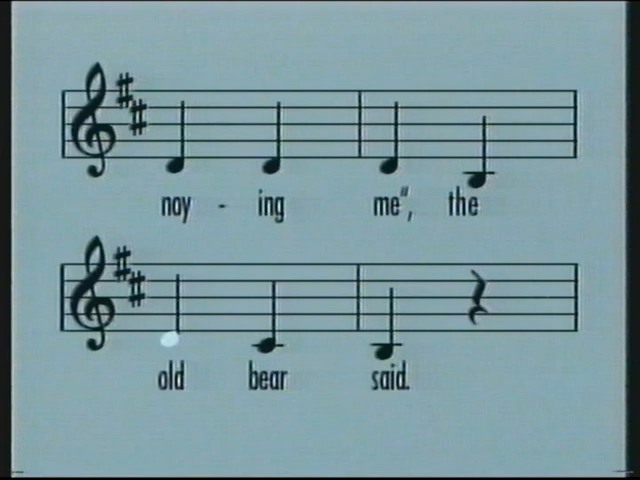 noy - ing me", the
old bear said.